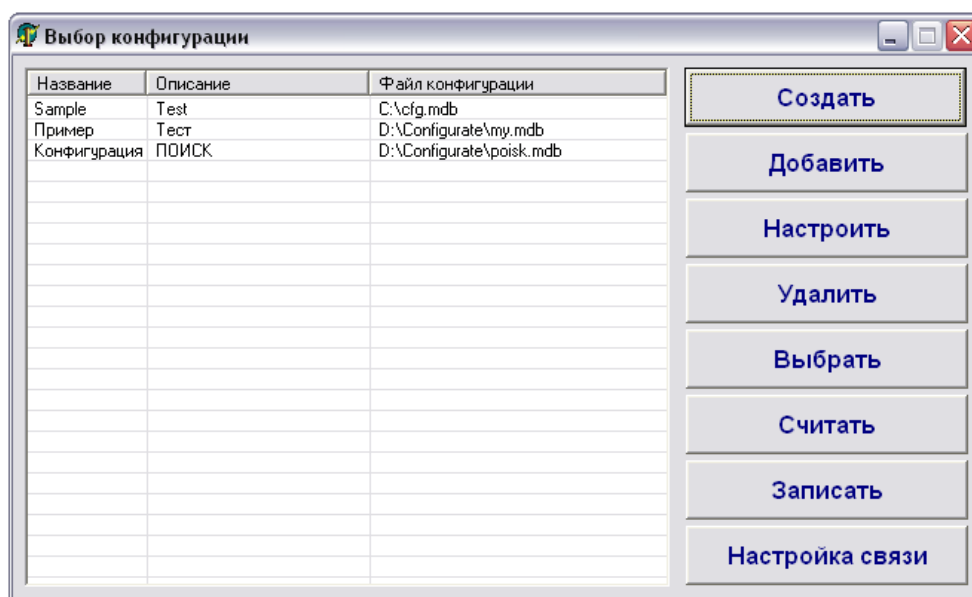 Выбор конфигурации
Название Описание Файл конфигурации
Sample Test C:\cfg.mdb
Пример Тест D:\Configurate\my.mdb
Конфигурация ПОИСК D:\Configurate\poisk.mdb
Создать
Добавить
Настроить
Удалить
Выбрать
Считать
Записать
Настройка связи